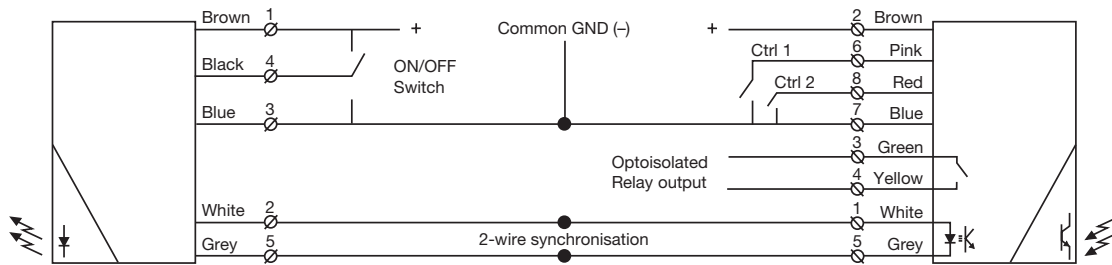 Brown 1 + Common GND (–) + 2 Brown
Ctrl 1 6 Pink
Black 4 ON/OFF
Switch
Ctrl 2 8 Red
Blue 3 7 Blue
3 Green
Optoisolated
Relay output
4 Yellow
White 2 1 White
2-wire synchronisation
Grey 5 5 Grey